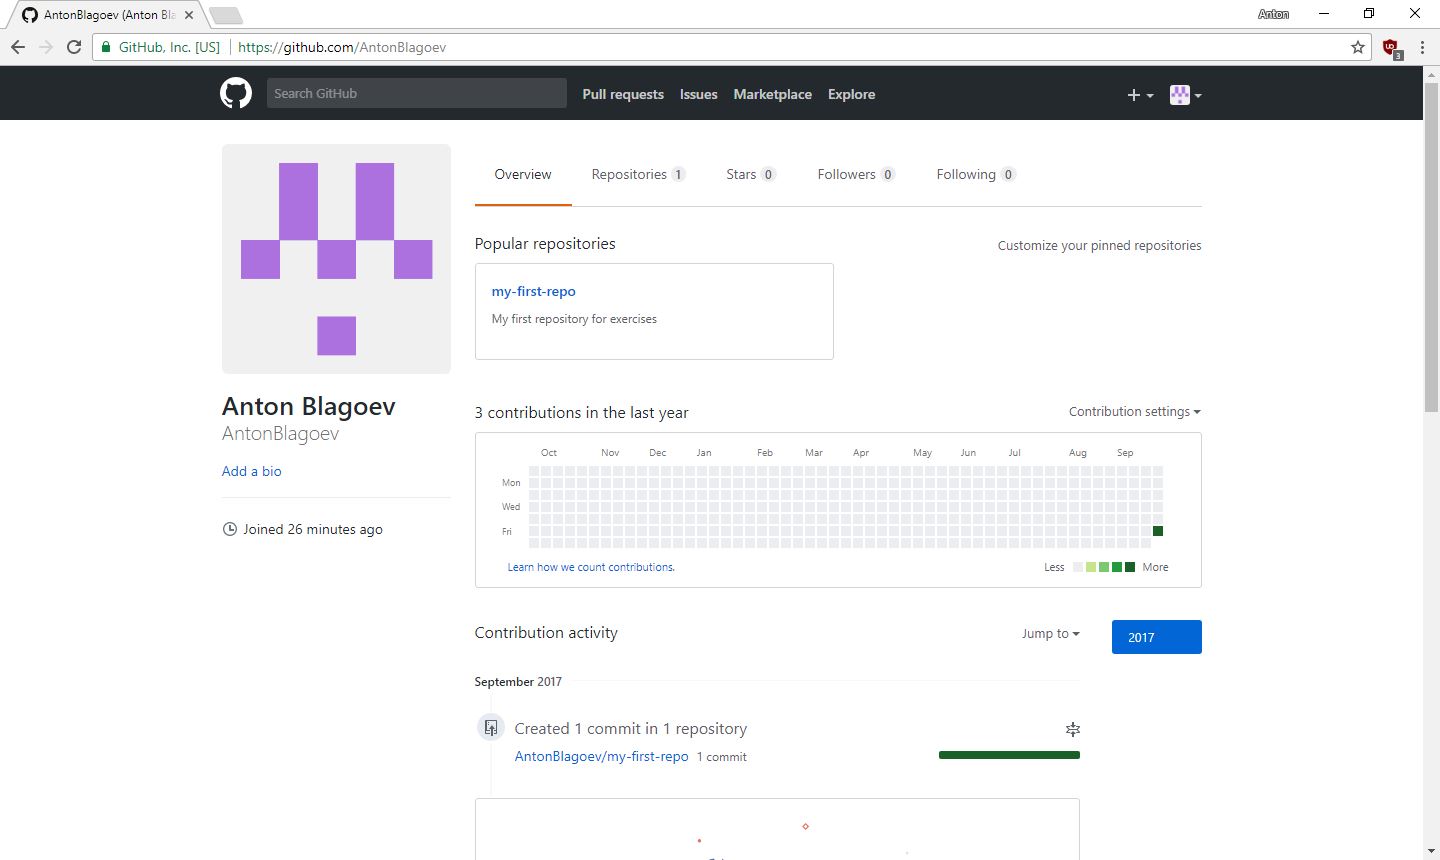 AntonBlagoev (Anton Bla
Anton
GitHub, Inc. [US]
https://github.com/AntonBlagoev
3
Search GitHub
Pull requests
Issues
Marketplace
Explore
Overview
Repositories 1
Stars 0
Followers 0
Following 0
Popular repositories
Customize your pinned repositories
my-first-repo
My first repository for exercises
Anton Blagoev
AntonBlagoev
Add a bio
Joined 26 minutes ago
3 contributions in the last year
Contribution settings
Oct Nov Dec Jan Feb Mar Apr May Jun Jul Aug Sep
Mon
Wed
Fri
Learn how we count contributions.
Less
More
Contribution activity
Jump to
2017
September 2017
Created 1 commit in 1 repository
AntonBlagoev/my-first-repo 1 commit